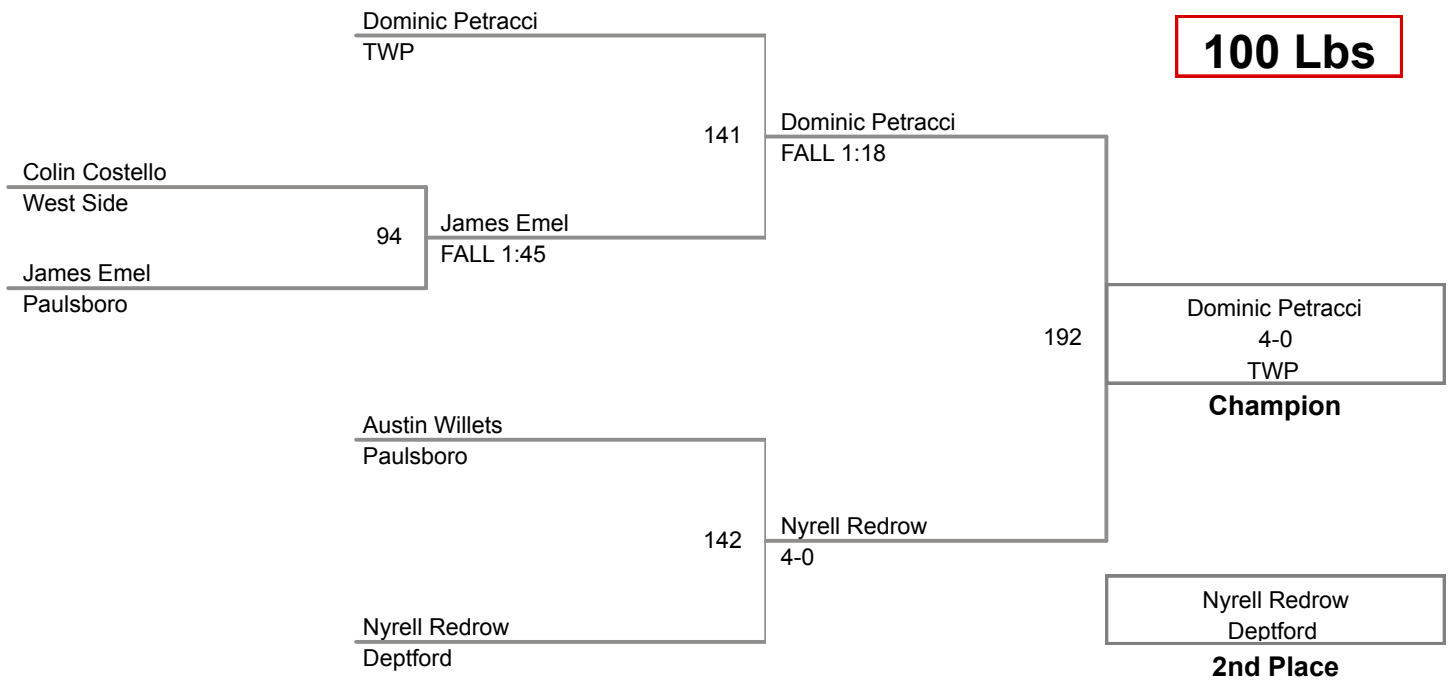 Dominic Petracci
TWP
100 Lbs
141
Dominic Petracci
FALL 1:18
Colin Costello
West Side
94
James Emel
FALL 1:45
James Emel
Paulsboro
192
Dominic Petracci
4-0
TWP
Champion
Austin Willets
Paulsboro
142
Nyrell Redrow
4-0
Nyrell Redrow
Deptford
Nyrell Redrow
Deptford
2nd Place